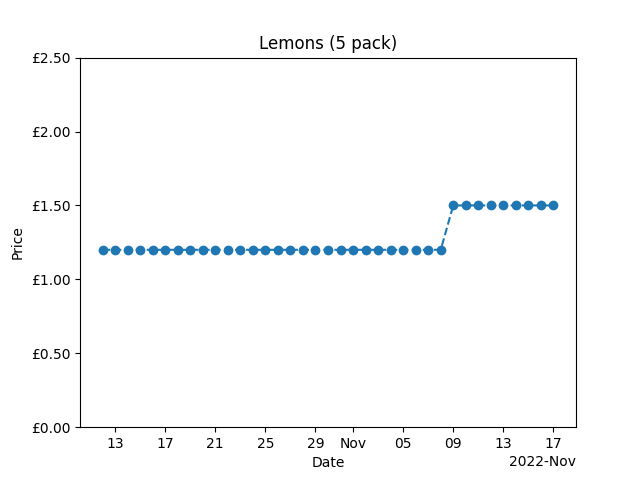 Lemons (5 pack)
£2.50
£2.00
£1.50
£1.00
£0.50
£0.00
Price
13 17 21 25 29 Nov 05 09 13 17
Date
2022-Nov